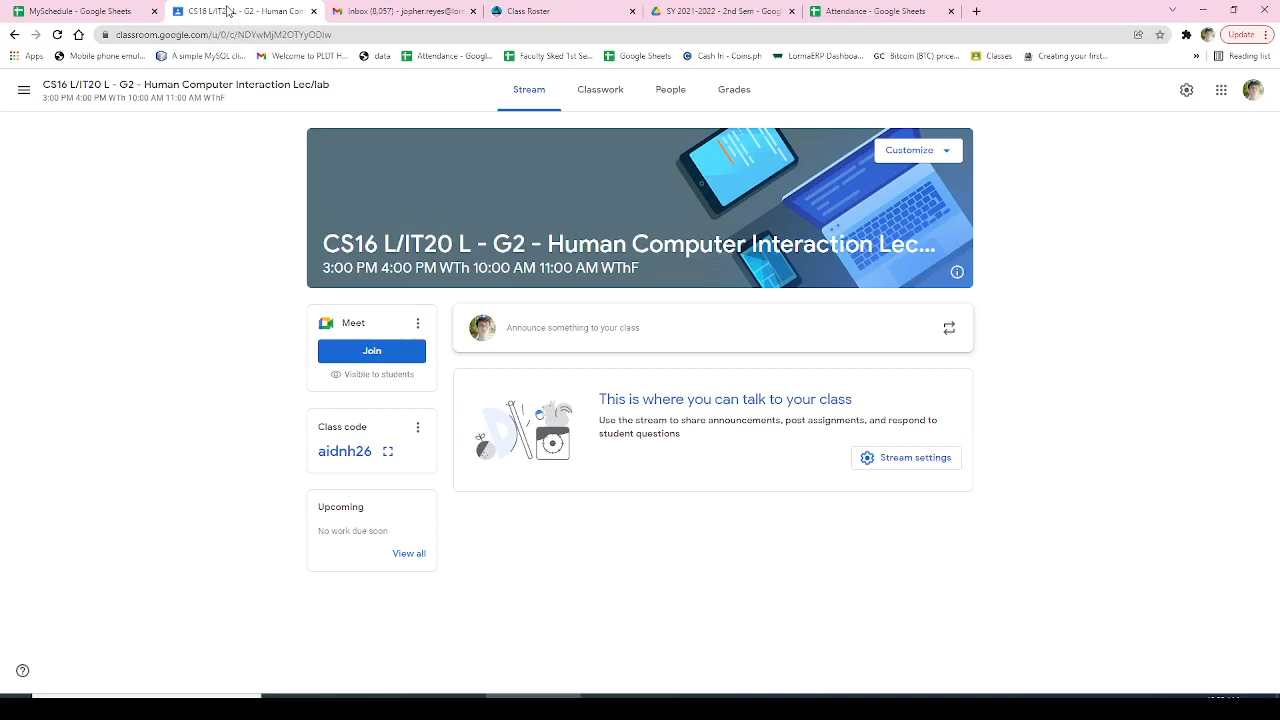 MySchedule - Google Sheets
CS16 L/IT20 L - G2 - Human Com
Inbox (8,057) - jopher.reyes@lorm
Class Roster
SY 2021-2022 - 2nd Sem - Googl
Attendance - Google Sheets
classroom.google.com/u/0/c/NDYwMjM2OTYyODIw
Update
Apps
Mobile phone emul...
A simple MySQL cli...
Welcome to PLDT H...
data
Attendance - Googl...
Faculty Sked 1st Se...
Google Sheets
Cash In - Coins.ph
LormaERP Dashboa...
GC Bitcoin (BTC) price...
Classes
Creating your first...
»
Reading list
CS16 L/IT20 L - G2 - Human Computer Interaction Lec/lab
3:00 PM 4:00 PM WTh 10:00 AM 11:00 AM WThF
Stream
Classwork
People
Grades
Customize
CS16 L/IT20 L - G2 - Human Computer Interaction Lec...
3:00 PM 4:00 PM WTh 10:00 AM 11:00 AM WThF
Meet
Join
Visible to students
Announce something to your class
This is where you can talk to your class
Use the stream to share announcements, post assignments, and respond to
student questions
Stream settings
Class code
aidnh26
Upcoming
No work due soon
View all